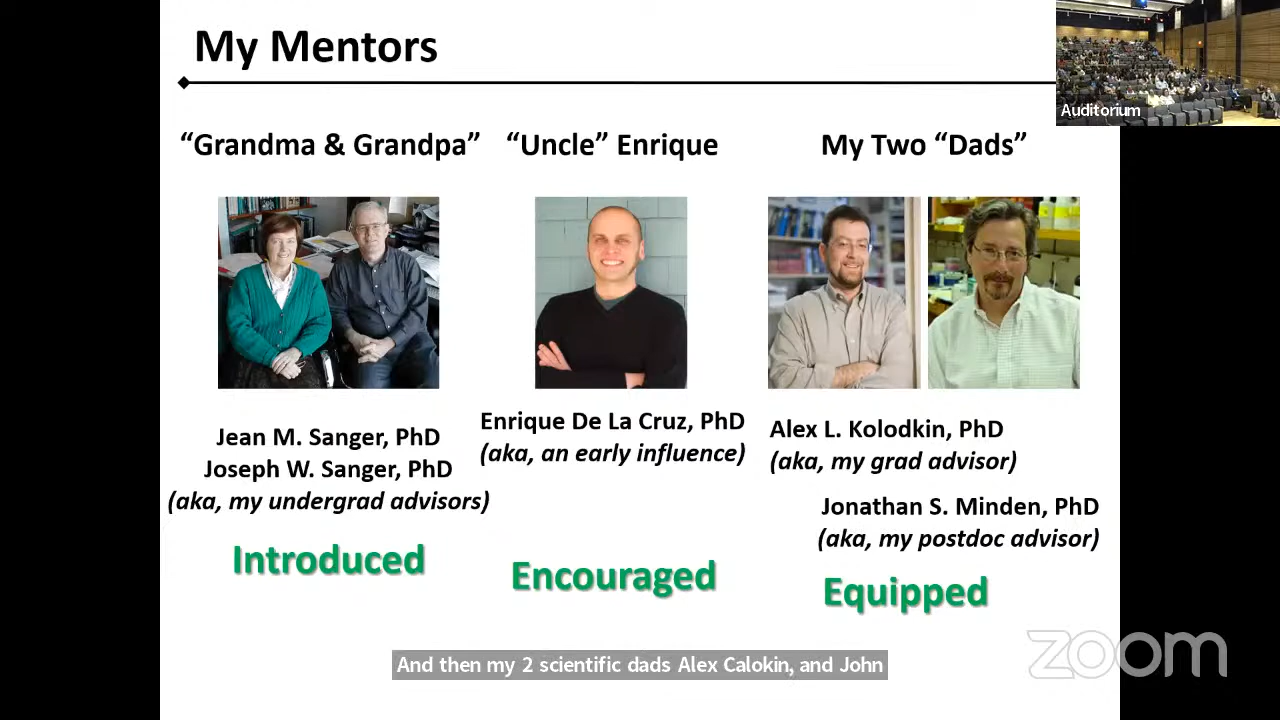 My Mentors
Auditorium
“Grandma & Grandpa”
“Uncle” Enrique
My Two “Dads”
Jean M. Sanger, PhD
Joseph W. Sanger, PhD
(aka, my undergrad advisors)
Introduced
Enrique De La Cruz, PhD
(aka, an early influence)
Encouraged
Alex L. Kolodkin, PhD
(aka, my grad advisor)
Jonathan S. Minden, PhD
(aka, my postdoc advisor)
Equipped
And then my 2 scientific dads Alex Calokin, and John
zoom